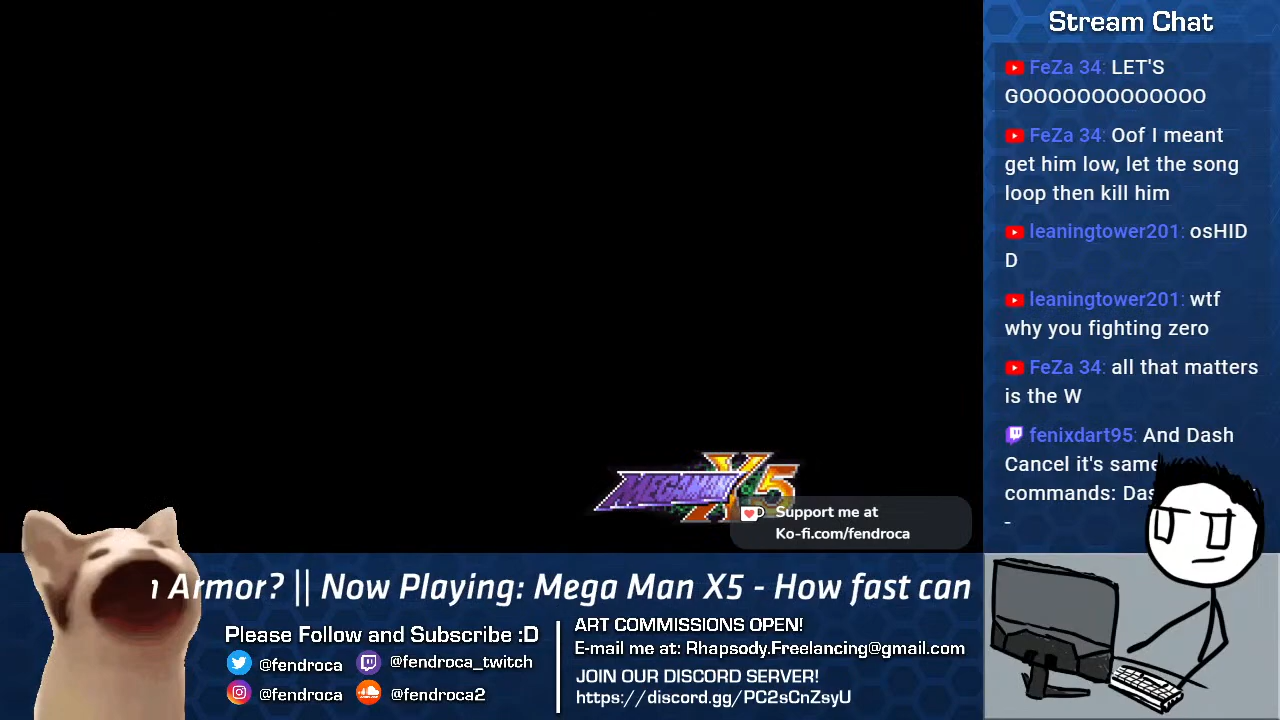 Stream Chat
FeZa 34: LET'S
GOOOOOOOOOOOOO
FeZa 34: Oof I meant
get him low, let the song
loop then kill him
leaningtower201: osHID
D
leaningtower201: wtf
why you fighting zero
FeZa 34: all that matters
is the W
fenixdart95: And Dash
Cancel it's same
commands:
-
MEGAMAN X5
Support me at
Ko-fi.com/fendroca
Armor? || Now Playing: Mega Man X5 - How fast can
Please Follow and Subscribe :D
@fendroca
@fendroca_twitch
@fendroca
@fendroca2
ART COMMISSIONS OPEN!
E-mail me at: Rhapsody.Freelancing@gmail.com
JOIN OUR DISCORD SERVER!
https://discord.gg/PC2sCnZsyU